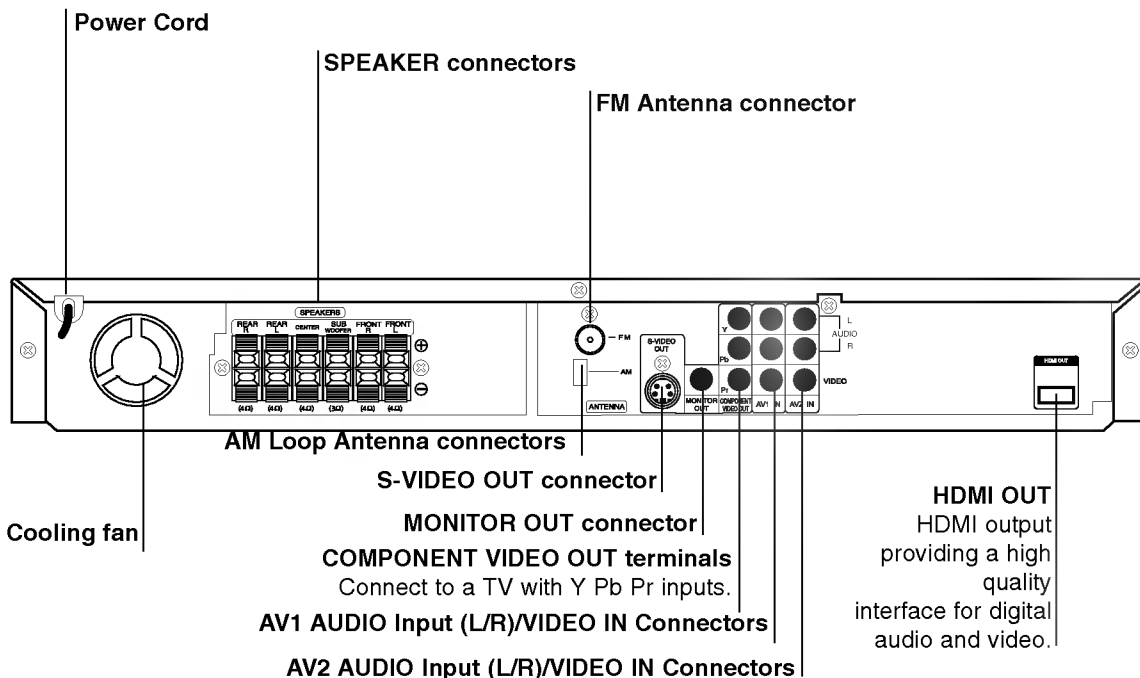 Power Cord
SPEAKER connectors
FM Antenna connector
SPEAKERS
REAR R
REAR L
CENTER
SUB WOOFER
FRONT R
FRONT L
(4Ω) (4Ω) (4Ω) (3Ω) (4Ω) (4Ω)
FM
AM
ANTENNA
S-VIDEO OUT
MONITOR OUT
Y
Pb
Pr
COMPONENT VIDEO OUT
AV1 IN
AV2 IN
L
AUDIO
R
VIDEO
HDMI OUT
AM Loop Antenna connectors
S-VIDEO OUT connector
Cooling fan
MONITOR OUT connector
COMPONENT VIDEO OUT terminals
Connect to a TV with Y Pb Pr inputs.
AV1 AUDIO Input (L/R)/VIDEO IN Connectors
AV2 AUDIO Input (L/R)/VIDEO IN Connectors
HDMI OUT
HDMI output
providing a high
quality
interface for digital
audio and video.